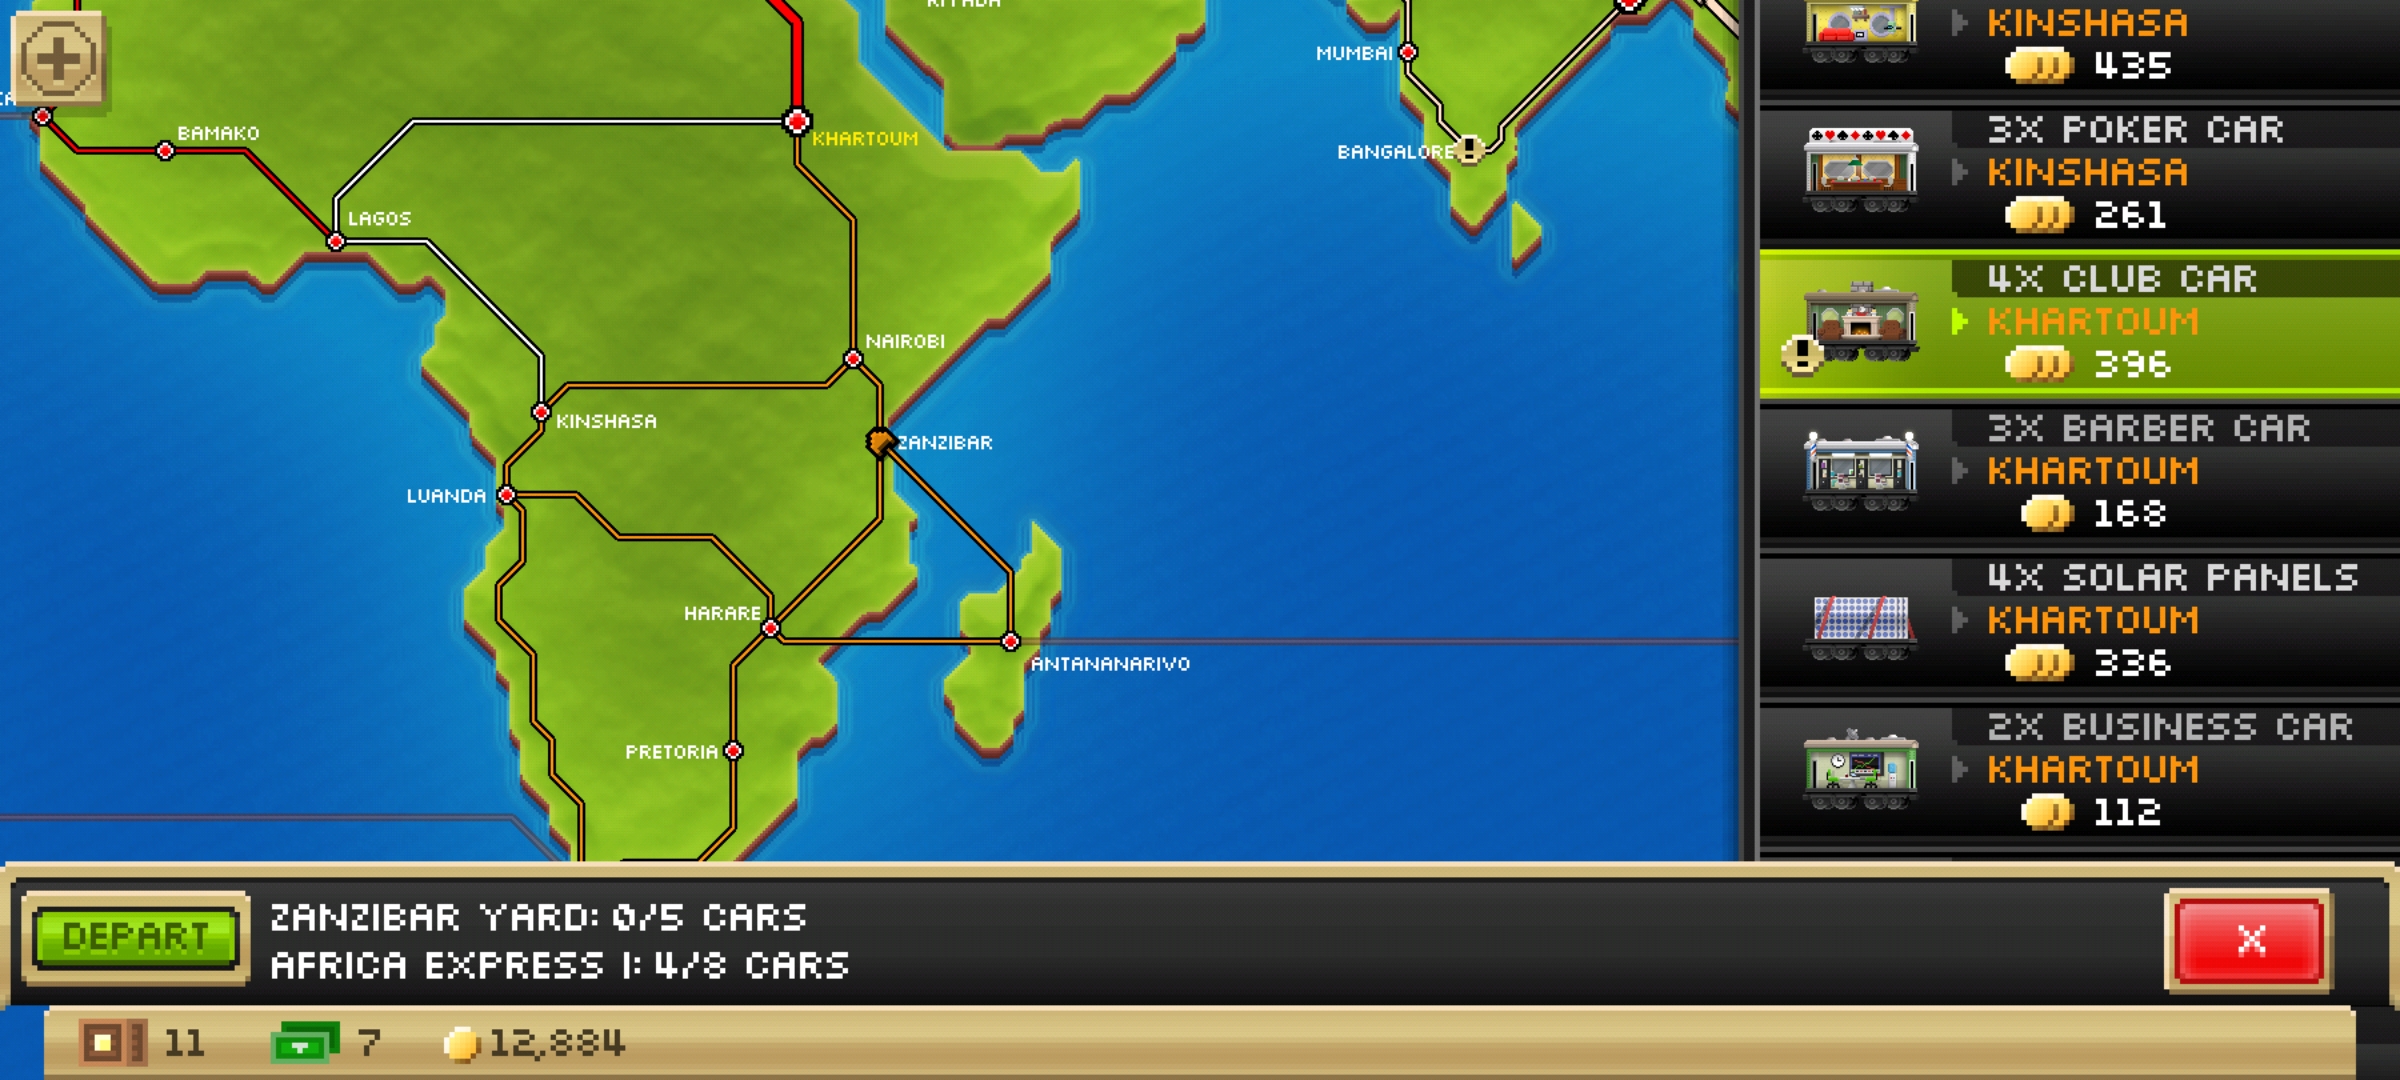 MUMBAI
BANGALORE
BAMAKO
KHARTOUM
LAGOS
NAIROBI
KINSHASA
ZANZIBAR
LUANDA
HARARE
ANTANANARIVO
PRETORIA
KINSHASA
435
3X POKER CAR
KINSHASA
261
4X CLUB CAR
KHARTOUM
396
3X BARBER CAR
KHARTOUM
168
4X SOLAR PANELS
KHARTOUM
336
2X BUSINESS CAR
KHARTOUM
112
DEPART
ZANZIBAR YARD: 0/5 CARS
AFRICA EXPRESS I: 4/8 CARS
X
11 7 12,884